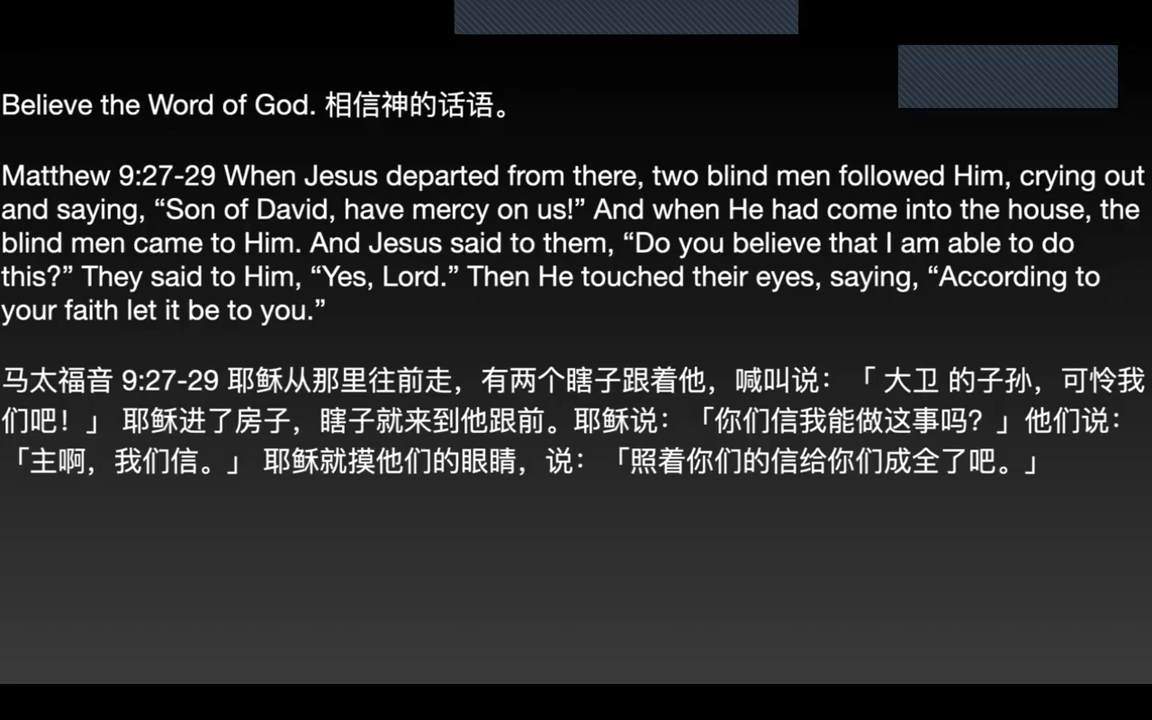 Believe the Word of God. 相信神的话语。
Matthew 9:27-29 When Jesus departed from there, two blind men followed Him, crying out
and saying, “Son of David, have mercy on us!” And when He had come into the house, the
blind men came to Him. And Jesus said to them, “Do you believe that I am able to do
this?” They said to Him, “Yes, Lord.” Then He touched their eyes, saying, “According to
your faith let it be to you.”
马太福音 9:27-29 耶稣从那里往前走，有两个瞎子跟着他，喊叫说：「 大卫 的子孙，可怜我
们吧！」 耶稣进了房子，瞎子就来到他跟前。耶稣说：「你们信我能做这事吗？」他们说：
「主啊，我们信。」 耶稣就摸他们的眼睛，说：「照着你们的信给你们成全了吧。」